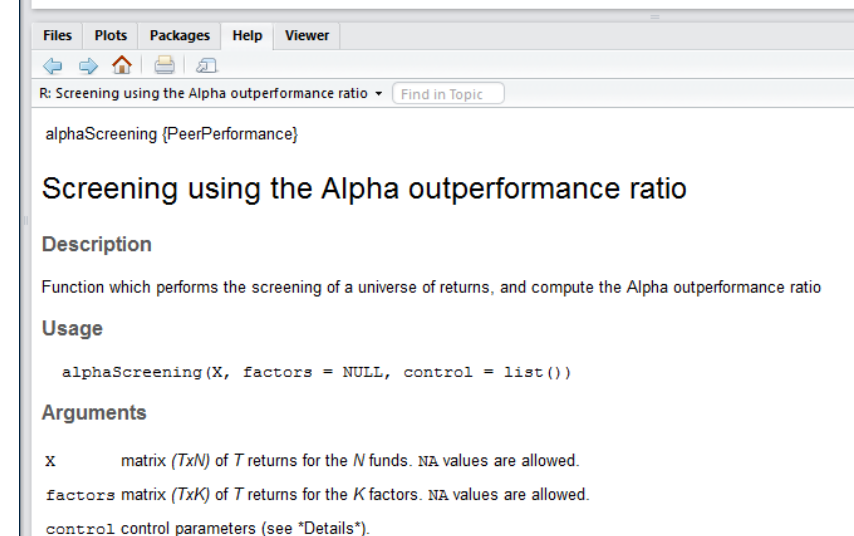 Files Plots Packages Help Viewer
R: Screening using the Alpha outperformance ratio Find in Topic
alphaScreening {PeerPerformance}
Screening using the Alpha outperformance ratio
Description
Function which performs the screening of a universe of returns, and compute the Alpha outperformance ratio
Usage
alphaScreening(X, factors = NULL, control = list())
Arguments
X matrix (TxN) of T returns for the N funds. NA values are allowed.
factors matrix (TxK) of T returns for the K factors. NA values are allowed.
control control parameters (see *Details*).